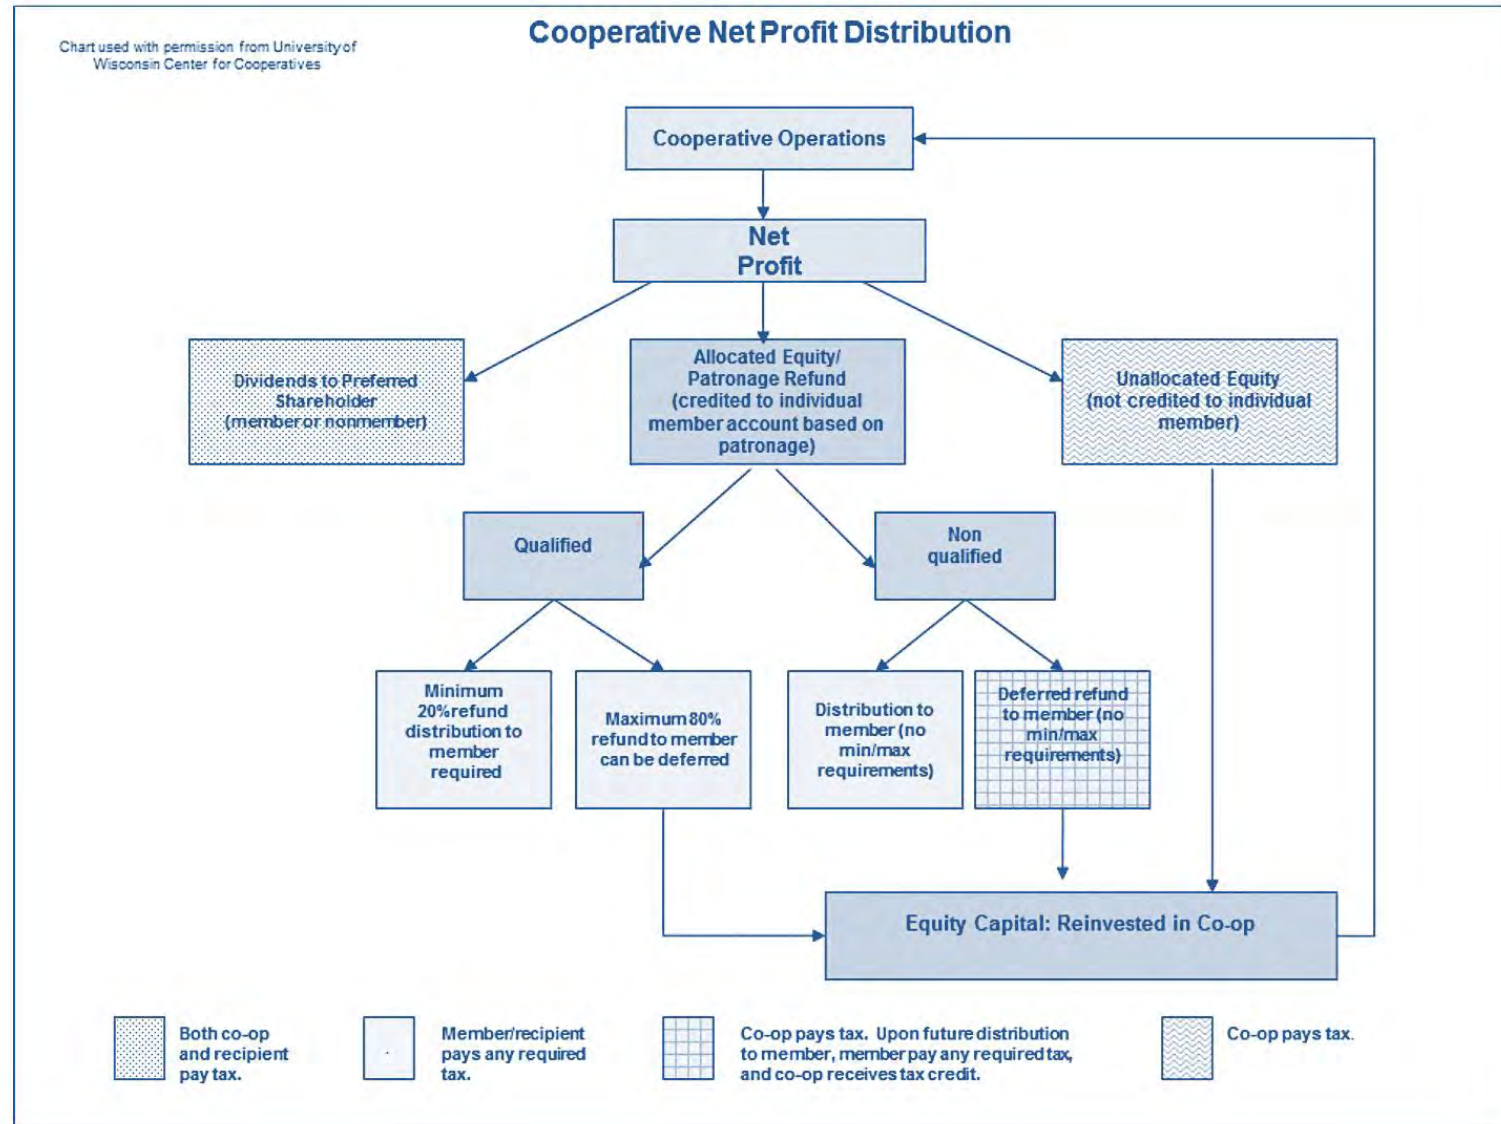 Cooperative Net Profit Distribution
Chart used with permission from University of
Wisconsin Center for Cooperatives
Cooperative Operations
Net
Profit
Dividends to Preferred
Shareholder
(member or nonmember)
Allocated Equity/
Patronage Refund
(credited to individual
member account based on
patronage)
Unallocated Equity
(not credited to individual
member)
Qualified
Non
qualified
Minimum
20% refund
distribution to
member
required
Maximum 80%
refund to member
can be deferred
Distribution to
member (no
min/max
requirements)
Deferred refund
to member (no
min/max
requirements)
Equity Capital: Reinvested in Co-op
Both co-op
and recipient
pay tax.
Member/recipient
pays any required
tax.
Co-op pays tax. Upon future distribution
to member, member pay any required tax,
and co-op receives tax credit.
Co-op pays tax.